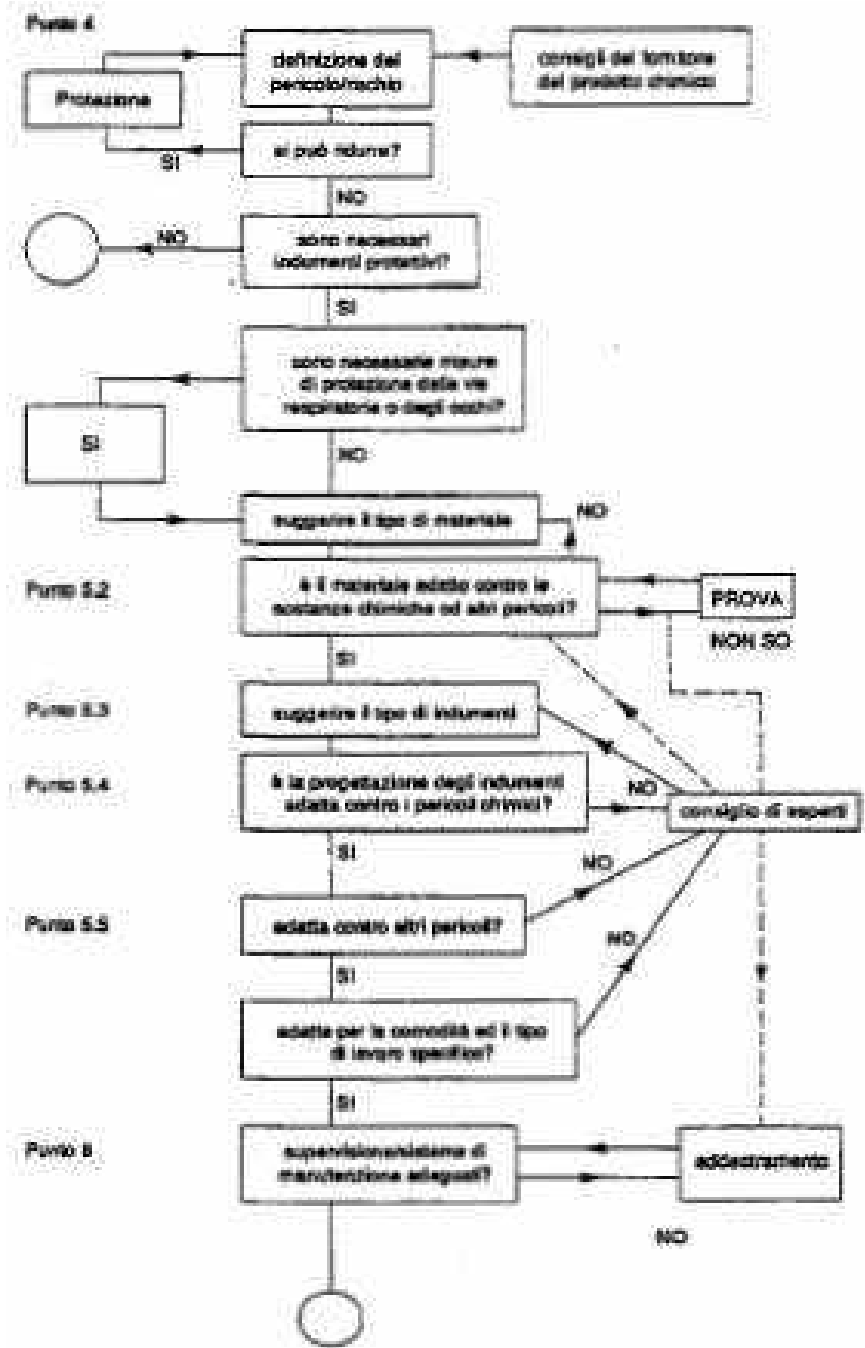 Punto 4
definizione del
pericolo/rischio
consigli del fornitore
del prodotto chimico
Protezione
si può ridurre?
SI
NO
sono necessari
indumenti protettivi?
NO
SI
sono necessarie misure
di protezione delle vie
respiratorie o degli occhi?
SI
NO
suggerire il tipo di materiale
NO
Punto 5.2
è il materiale adatto contro le
sostanze chimiche od altri pericoli?
PROVA
NON SO
SI
Punto 5.3
suggerire il tipo di indumenti
Punto 5.4
è la progettazione degli indumenti
adatta contro i pericoli chimici?
NO
consiglio di esperti
SI
NO
Punto 5.5
adatta contro altri pericoli?
NO
SI
adatta per la comodità ed il tipo
di lavoro specifico?
SI
Punto 6
supervisione/sistema di
manutenzione adeguati?
addestramento
NO